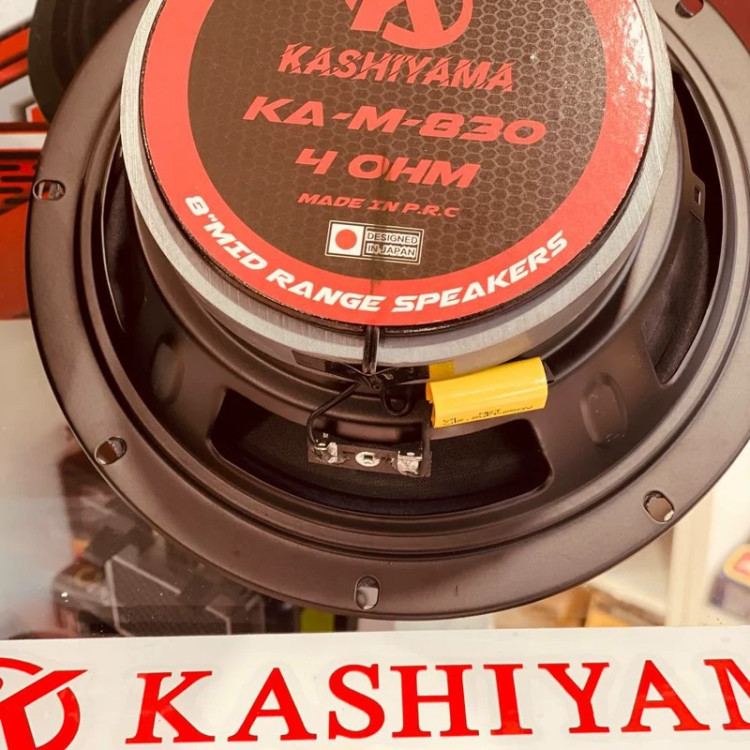 KASHIYAMA
KA-M-830
4 OHM
MADE IN P.R.C
DESIGNED
IN JAPAN
8" MID RANGE SPEAKERS
KASHIYAM